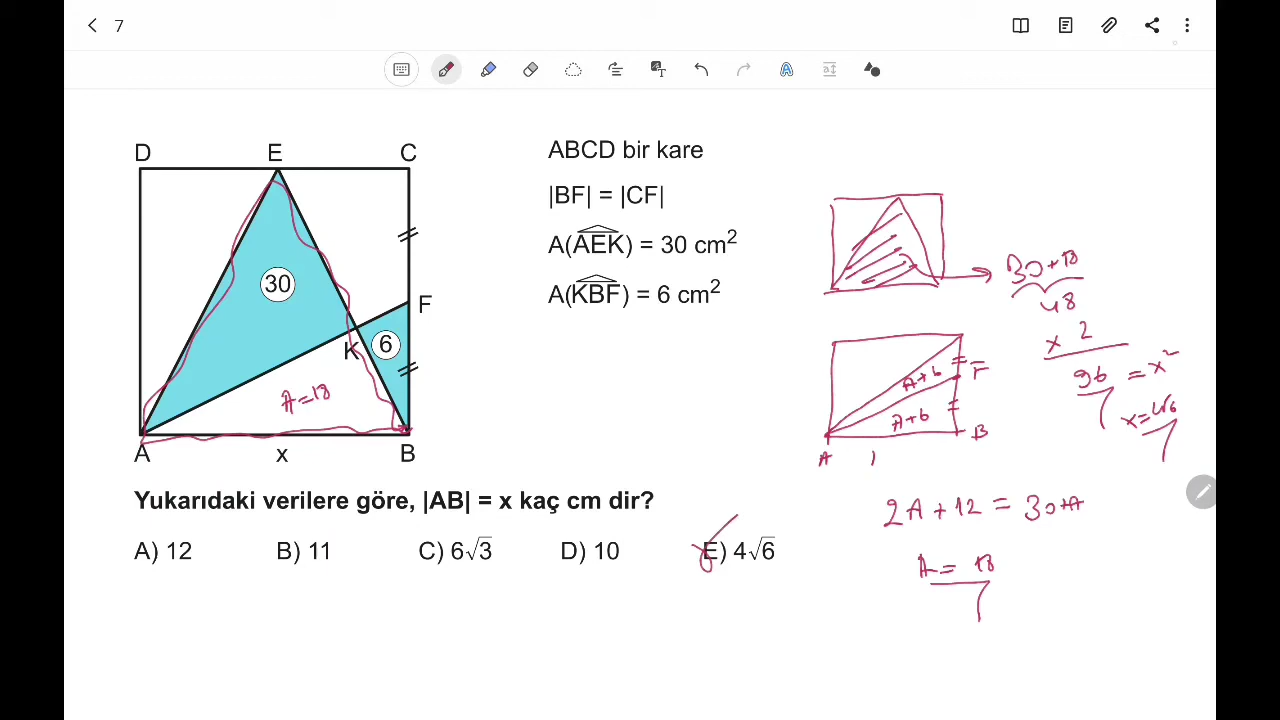 7
D E C
30
F
K 6
A=18
A x B
ABCD bir kare
|BF| = |CF|
A(AEK) = 30 cm²
A(KBF) = 6 cm²
30+18
48
x 2
96 = x²
x=4√6
A+6 F
A+6 B
A
2A+12 = 30+A
A = 18
Yukarıdaki verilere göre, |AB| = x kaç cm dir?
A) 12 B) 11 C) 6√3 D) 10 E) 4√6